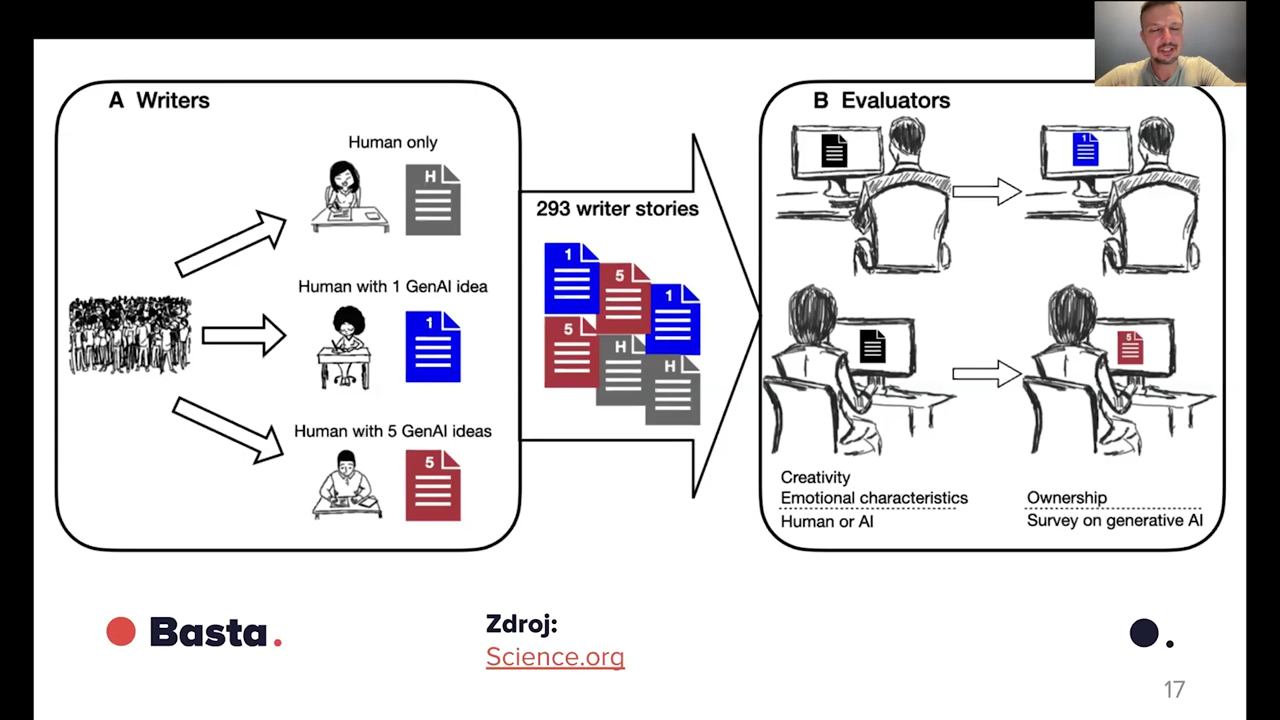 A Writers
Human only
H
Human with 1 GenAI idea
1
Human with 5 GenAI ideas
5
293 writer stories
1
5
1
5
H
H
B Evaluators
1
5
Creativity
Emotional characteristics
Human or AI
Ownership
Survey on generative AI
Basta.
Zdroj:
Science.org
17